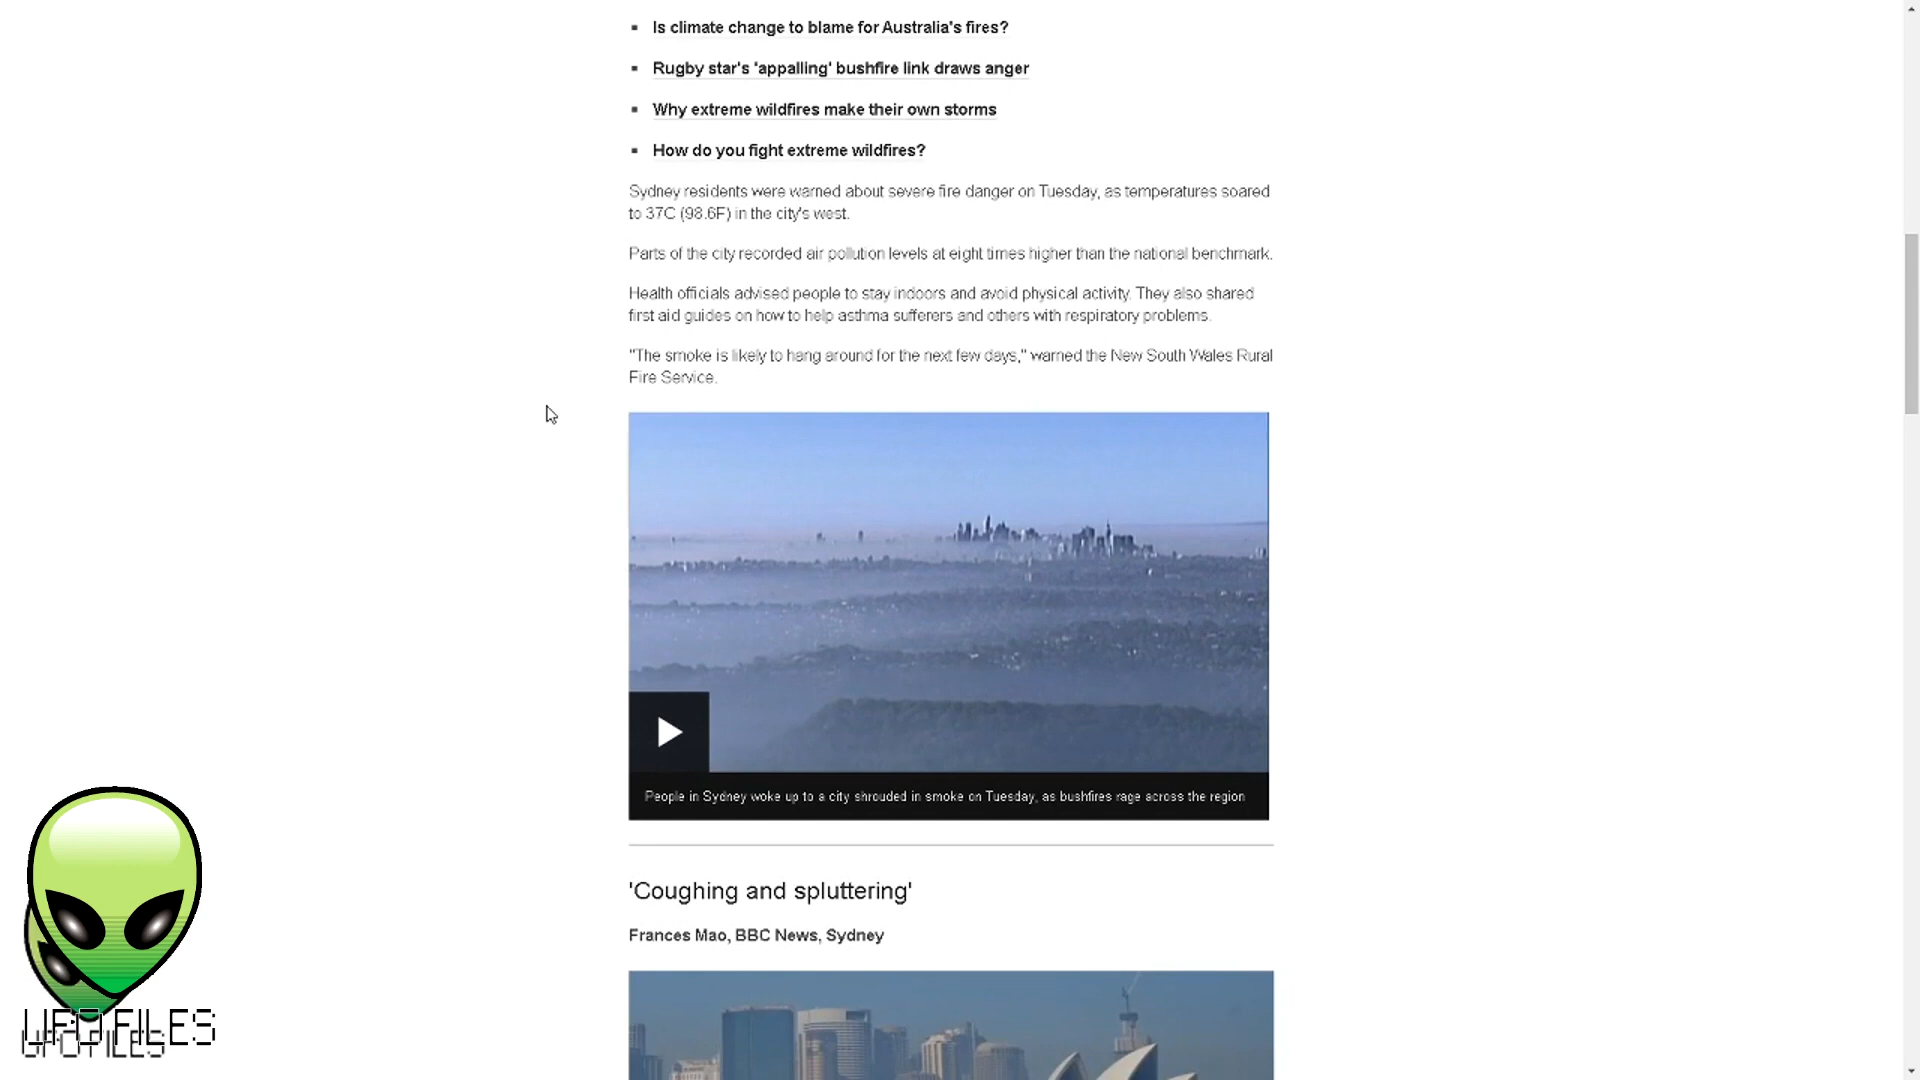 Is climate change to blame for Australia's fires?
Rugby star's 'appalling' bushfire link draws anger
Why extreme wildfires make their own storms
How do you fight extreme wildfires?
Sydney residents were warned about severe fire danger on Tuesday, as temperatures soared
to 37C (98.6F) in the city's west.
Parts of the city recorded air pollution levels at eight times higher than the national benchmark.
Health officials advised people to stay indoors and avoid physical activity. They also shared
first aid guides on how to help asthma sufferers and others with respiratory problems.
"The smoke is likely to hang around for the next few days," warned the New South Wales Rural
Fire Service.
People in Sydney woke up to a city shrouded in smoke on Tuesday, as bushfires rage across the region
'Coughing and spluttering'
Frances Mao, BBC News, Sydney
UFO FILES
UFO FILES